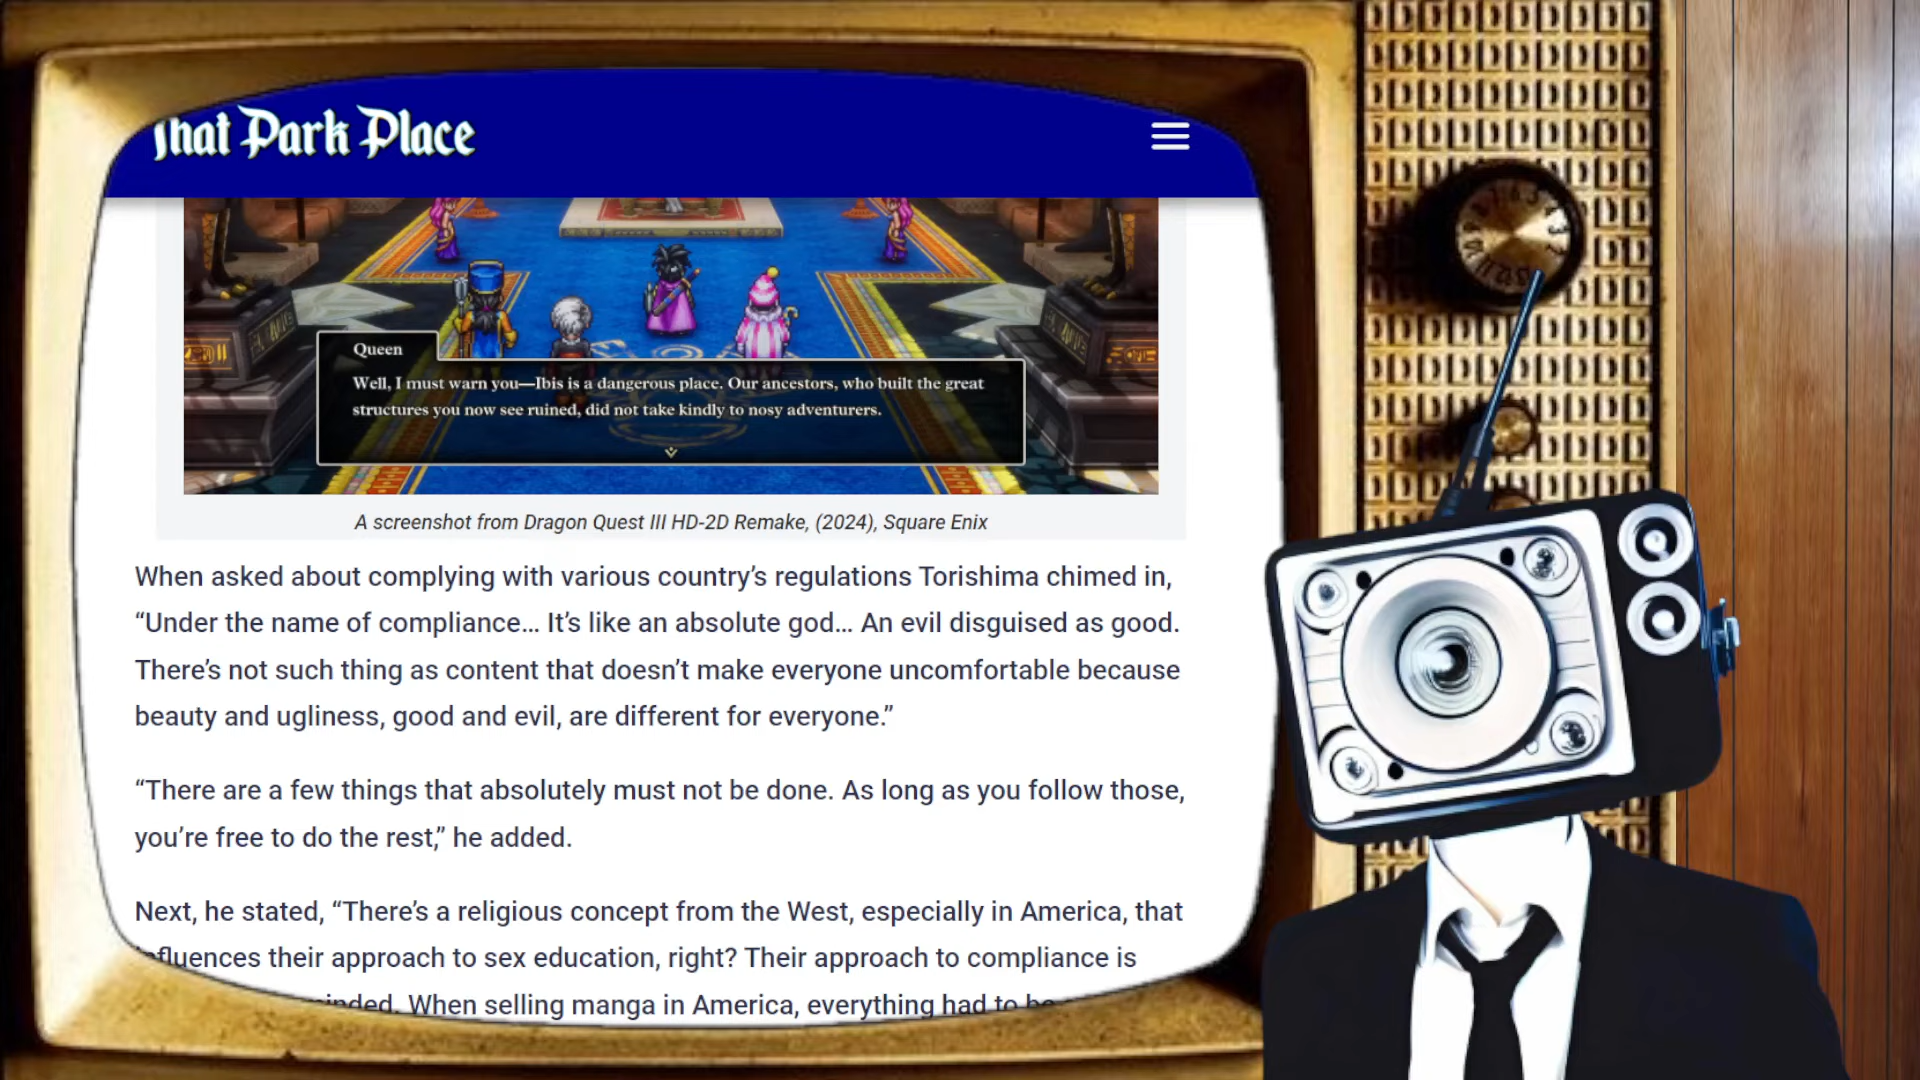 That Park Place
Queen
Well, I must warn you—Ibis is a dangerous place. Our ancestors, who built the great
structures you now see ruined, did not take kindly to nosy adventurers.
A screenshot from Dragon Quest III HD-2D Remake, (2024), Square Enix
When asked about complying with various country’s regulations Torishima chimed in,
“Under the name of compliance... It’s like an absolute god... An evil disguised as good.
There’s not such thing as content that doesn’t make everyone uncomfortable because
beauty and ugliness, good and evil, are different for everyone.”
“There are a few things that absolutely must not be done. As long as you follow those,
you’re free to do the rest,” he added.
Next, he stated, “There’s a religious concept from the West, especially in America, that
influences their approach to sex education, right? Their approach to compliance is
When selling manga in America, everything had to be